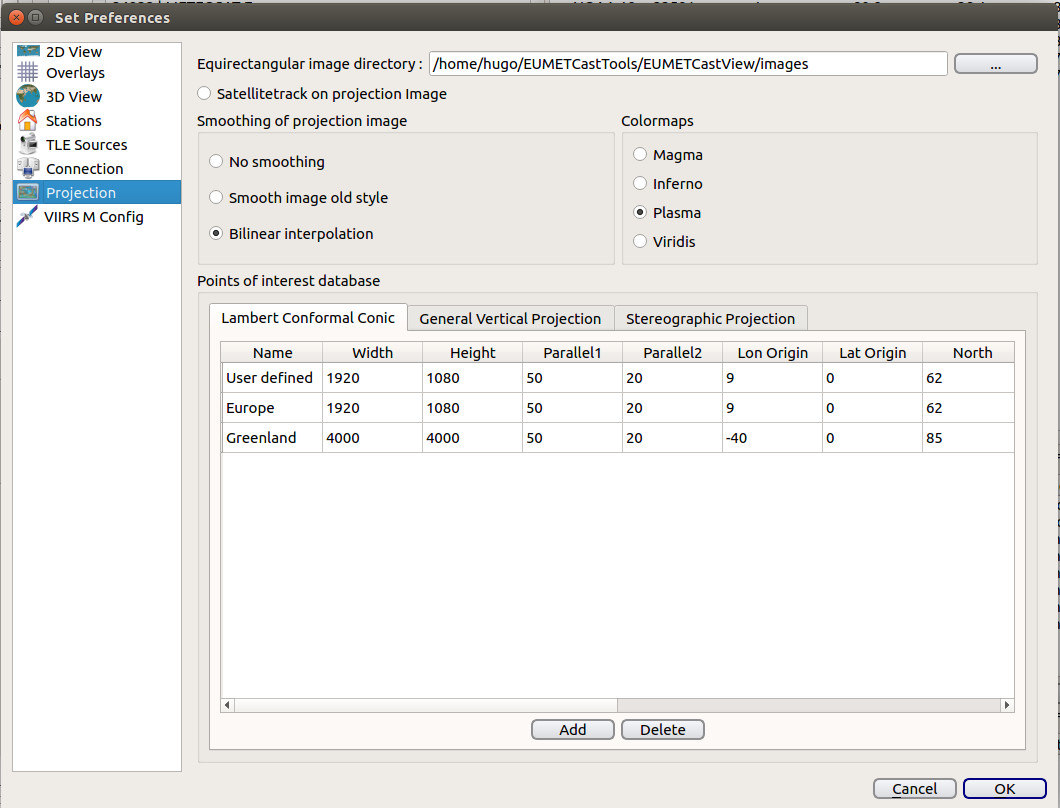 Set Preferences
2D View
Overlays
3D View
Stations
TLE Sources
Connection
Projection
VIIRS M Config
Equirectangular image directory : /home/hugo/EUMETCastTools/EUMETCastView/images ...
Satellitetrack on projection Image
Smoothing of projection image
No smoothing
Smooth image old style
Bilinear interpolation
Colormaps
Magma
Inferno
Plasma
Viridis
Points of interest database
Lambert Conformal Conic General Vertical Projection Stereographic Projection
Name Width Height Parallel1 Parallel2 Lon Origin Lat Origin North
User defined 1920 1080 50 20 9 0 62
Europe 1920 1080 50 20 9 0 62
Greenland 4000 4000 50 20 -40 0 85
Add Delete
Cancel OK